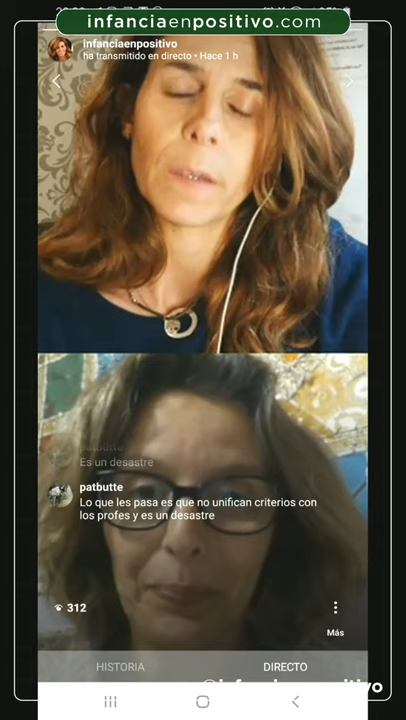 infanciaenpositivo.com
infanciaenpositivo
ha transmitido en directo • Hace 1 h
patbutte
Es un desastre
patbutte
Lo que les pasa es que no unifican criterios con
los profes y es un desastre
312
Más
HISTORIA
DIRECTO